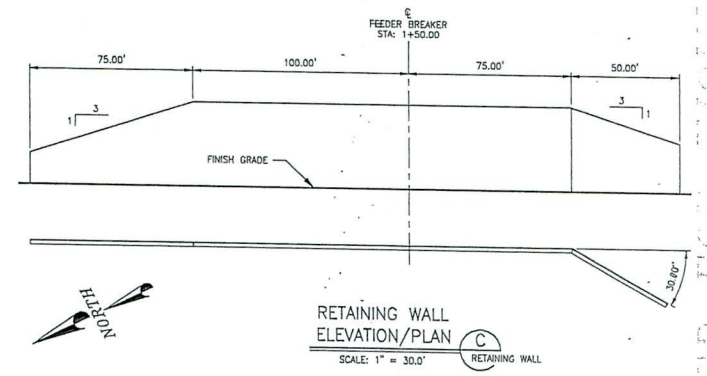 ℄
FEEDER BREAKER
STA: 1+50.00
75.00' 100.00' 75.00' 50.00'
3
1
3
1
FINISH GRADE
30.00°
NORTH
RETAINING WALL
ELEVATION/PLAN
C
SCALE: 1" = 30.0'
RETAINING WALL